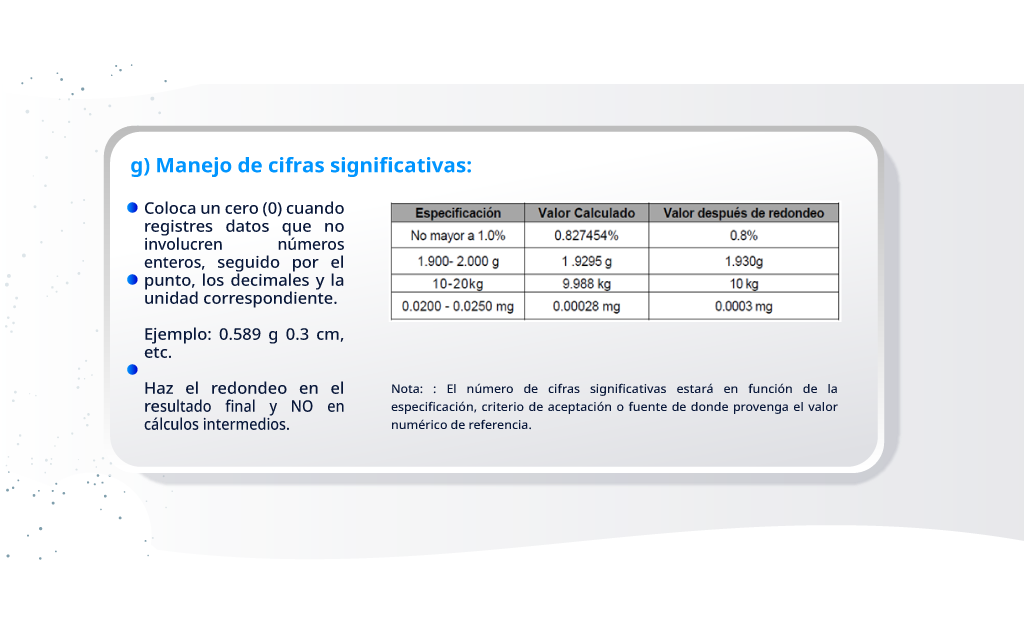 g) Manejo de cifras significativas:
Coloca un cero (0) cuando
registres datos que no
involucren números
enteros, seguido por el
punto, los decimales y la
unidad correspondiente.
Ejemplo: 0.589 g 0.3 cm,
etc.
Haz el redondeo en el
resultado final y NO en
cálculos intermedios.
Especificación Valor Calculado Valor después de redondeo
No mayor a 1.0% 0.827454% 0.8%
1.900- 2.000 g 1 .9295 g 1.930g
10-20kg 9.988 kg 10 kg
0.0200 - 0.0250 mg 0.00028 mg 0.0003 mg
Nota: : El número de cifras significativas estará en función de la
especificación, criterio de aceptación o fuente de donde provenga el valor
numérico de referencia.